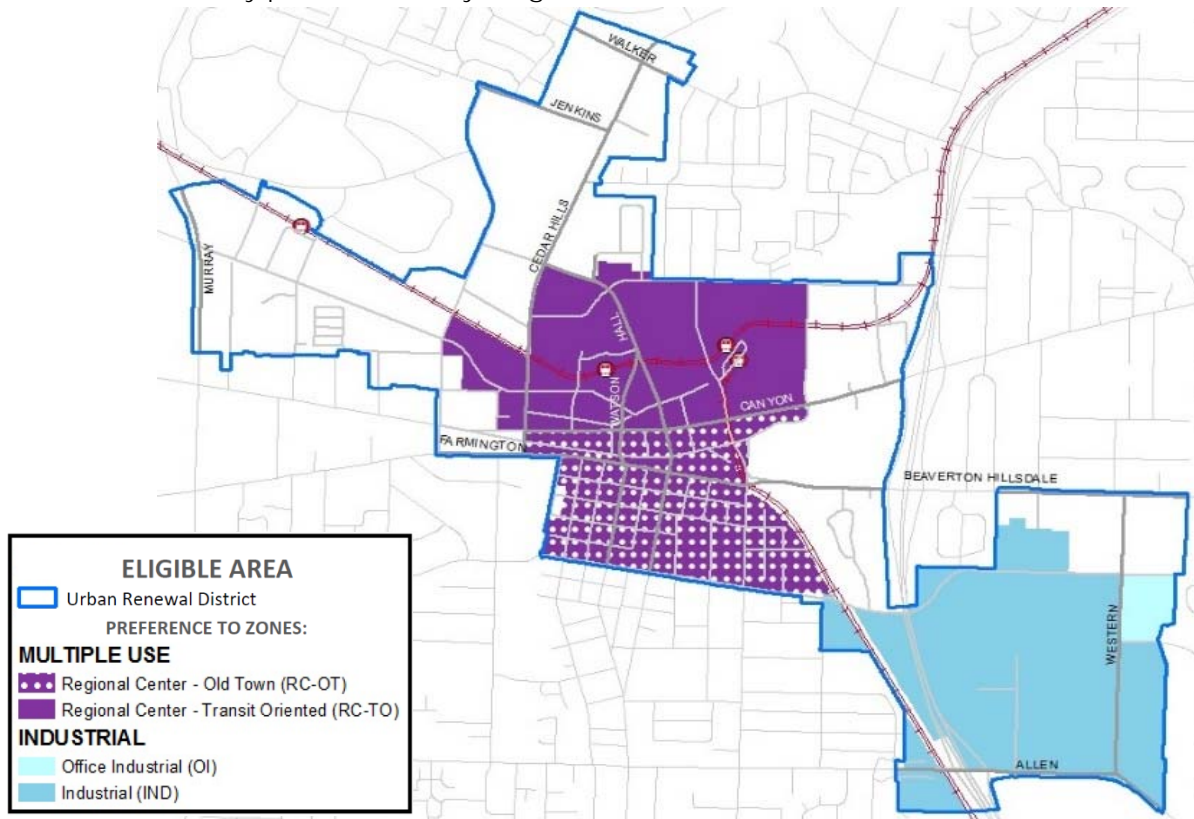 WALKER
JENKINS
CEDAR HILLS
MURRAY
HALL
WATSON
CANYON
FARMINGTON
BEAVERTON HILLSDALE
WESTERN
ALLEN
ELIGIBLE AREA
Urban Renewal District
PREFERENCE TO ZONES:
MULTIPLE USE
Regional Center - Old Town (RC-OT)
Regional Center - Transit Oriented (RC-TO)
INDUSTRIAL
Office Industrial (OI)
Industrial (IND)